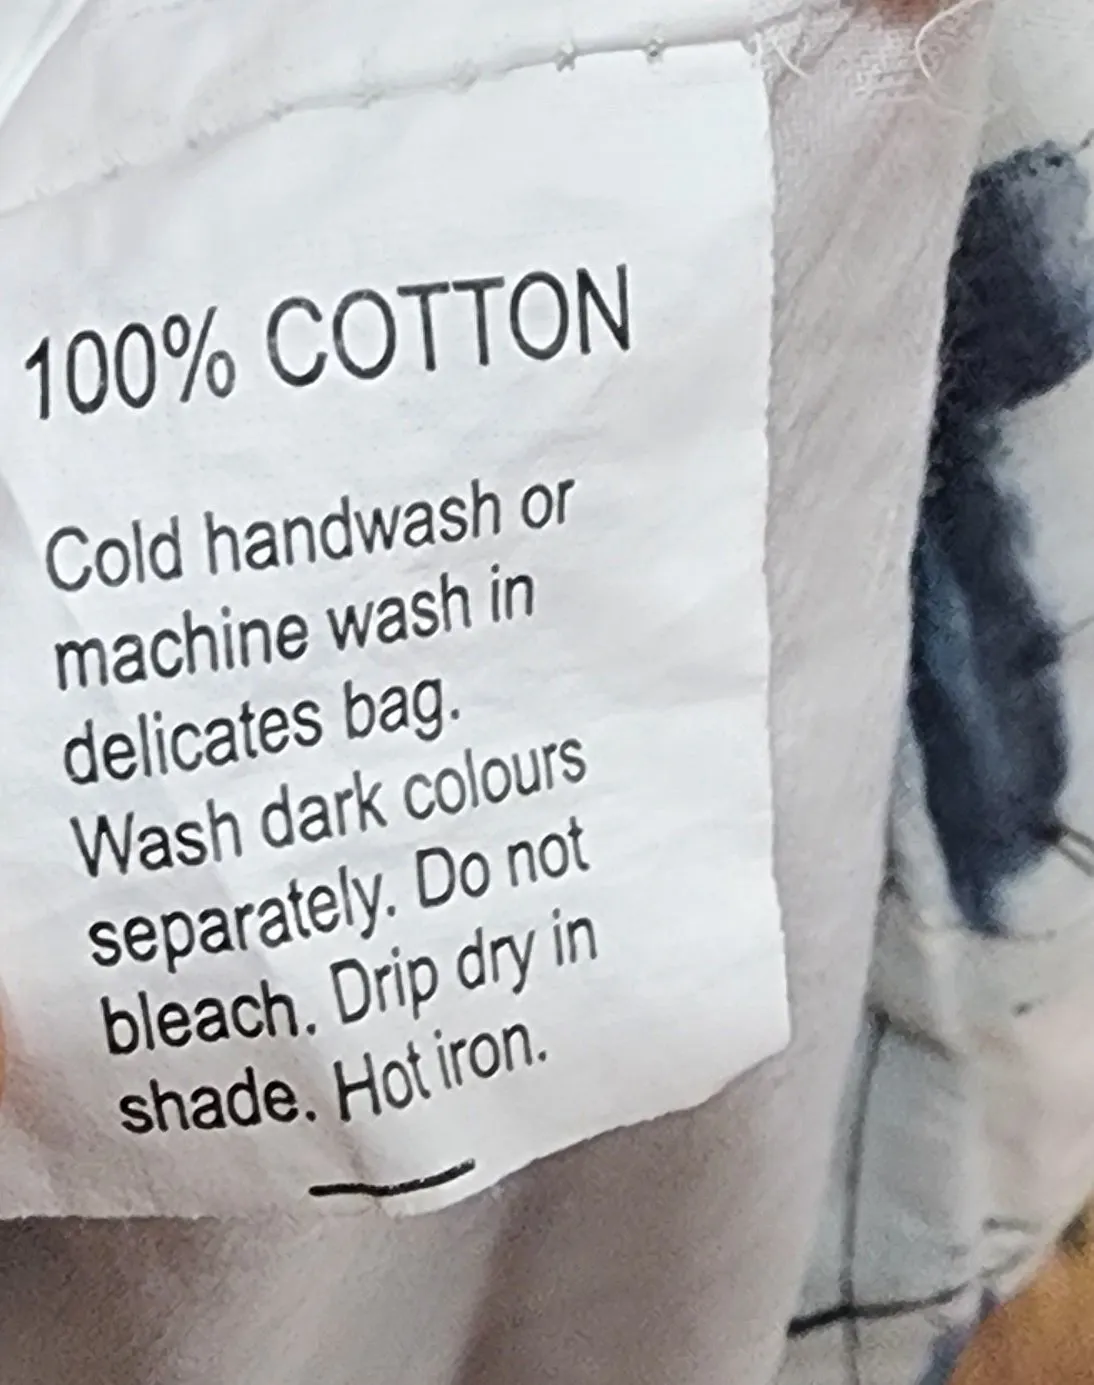 100% COTTON
Cold handwash or
machine wash in
delicates bag.
Wash dark colours
separately. Do not
bleach. Drip dry in
shade. Hot iron.